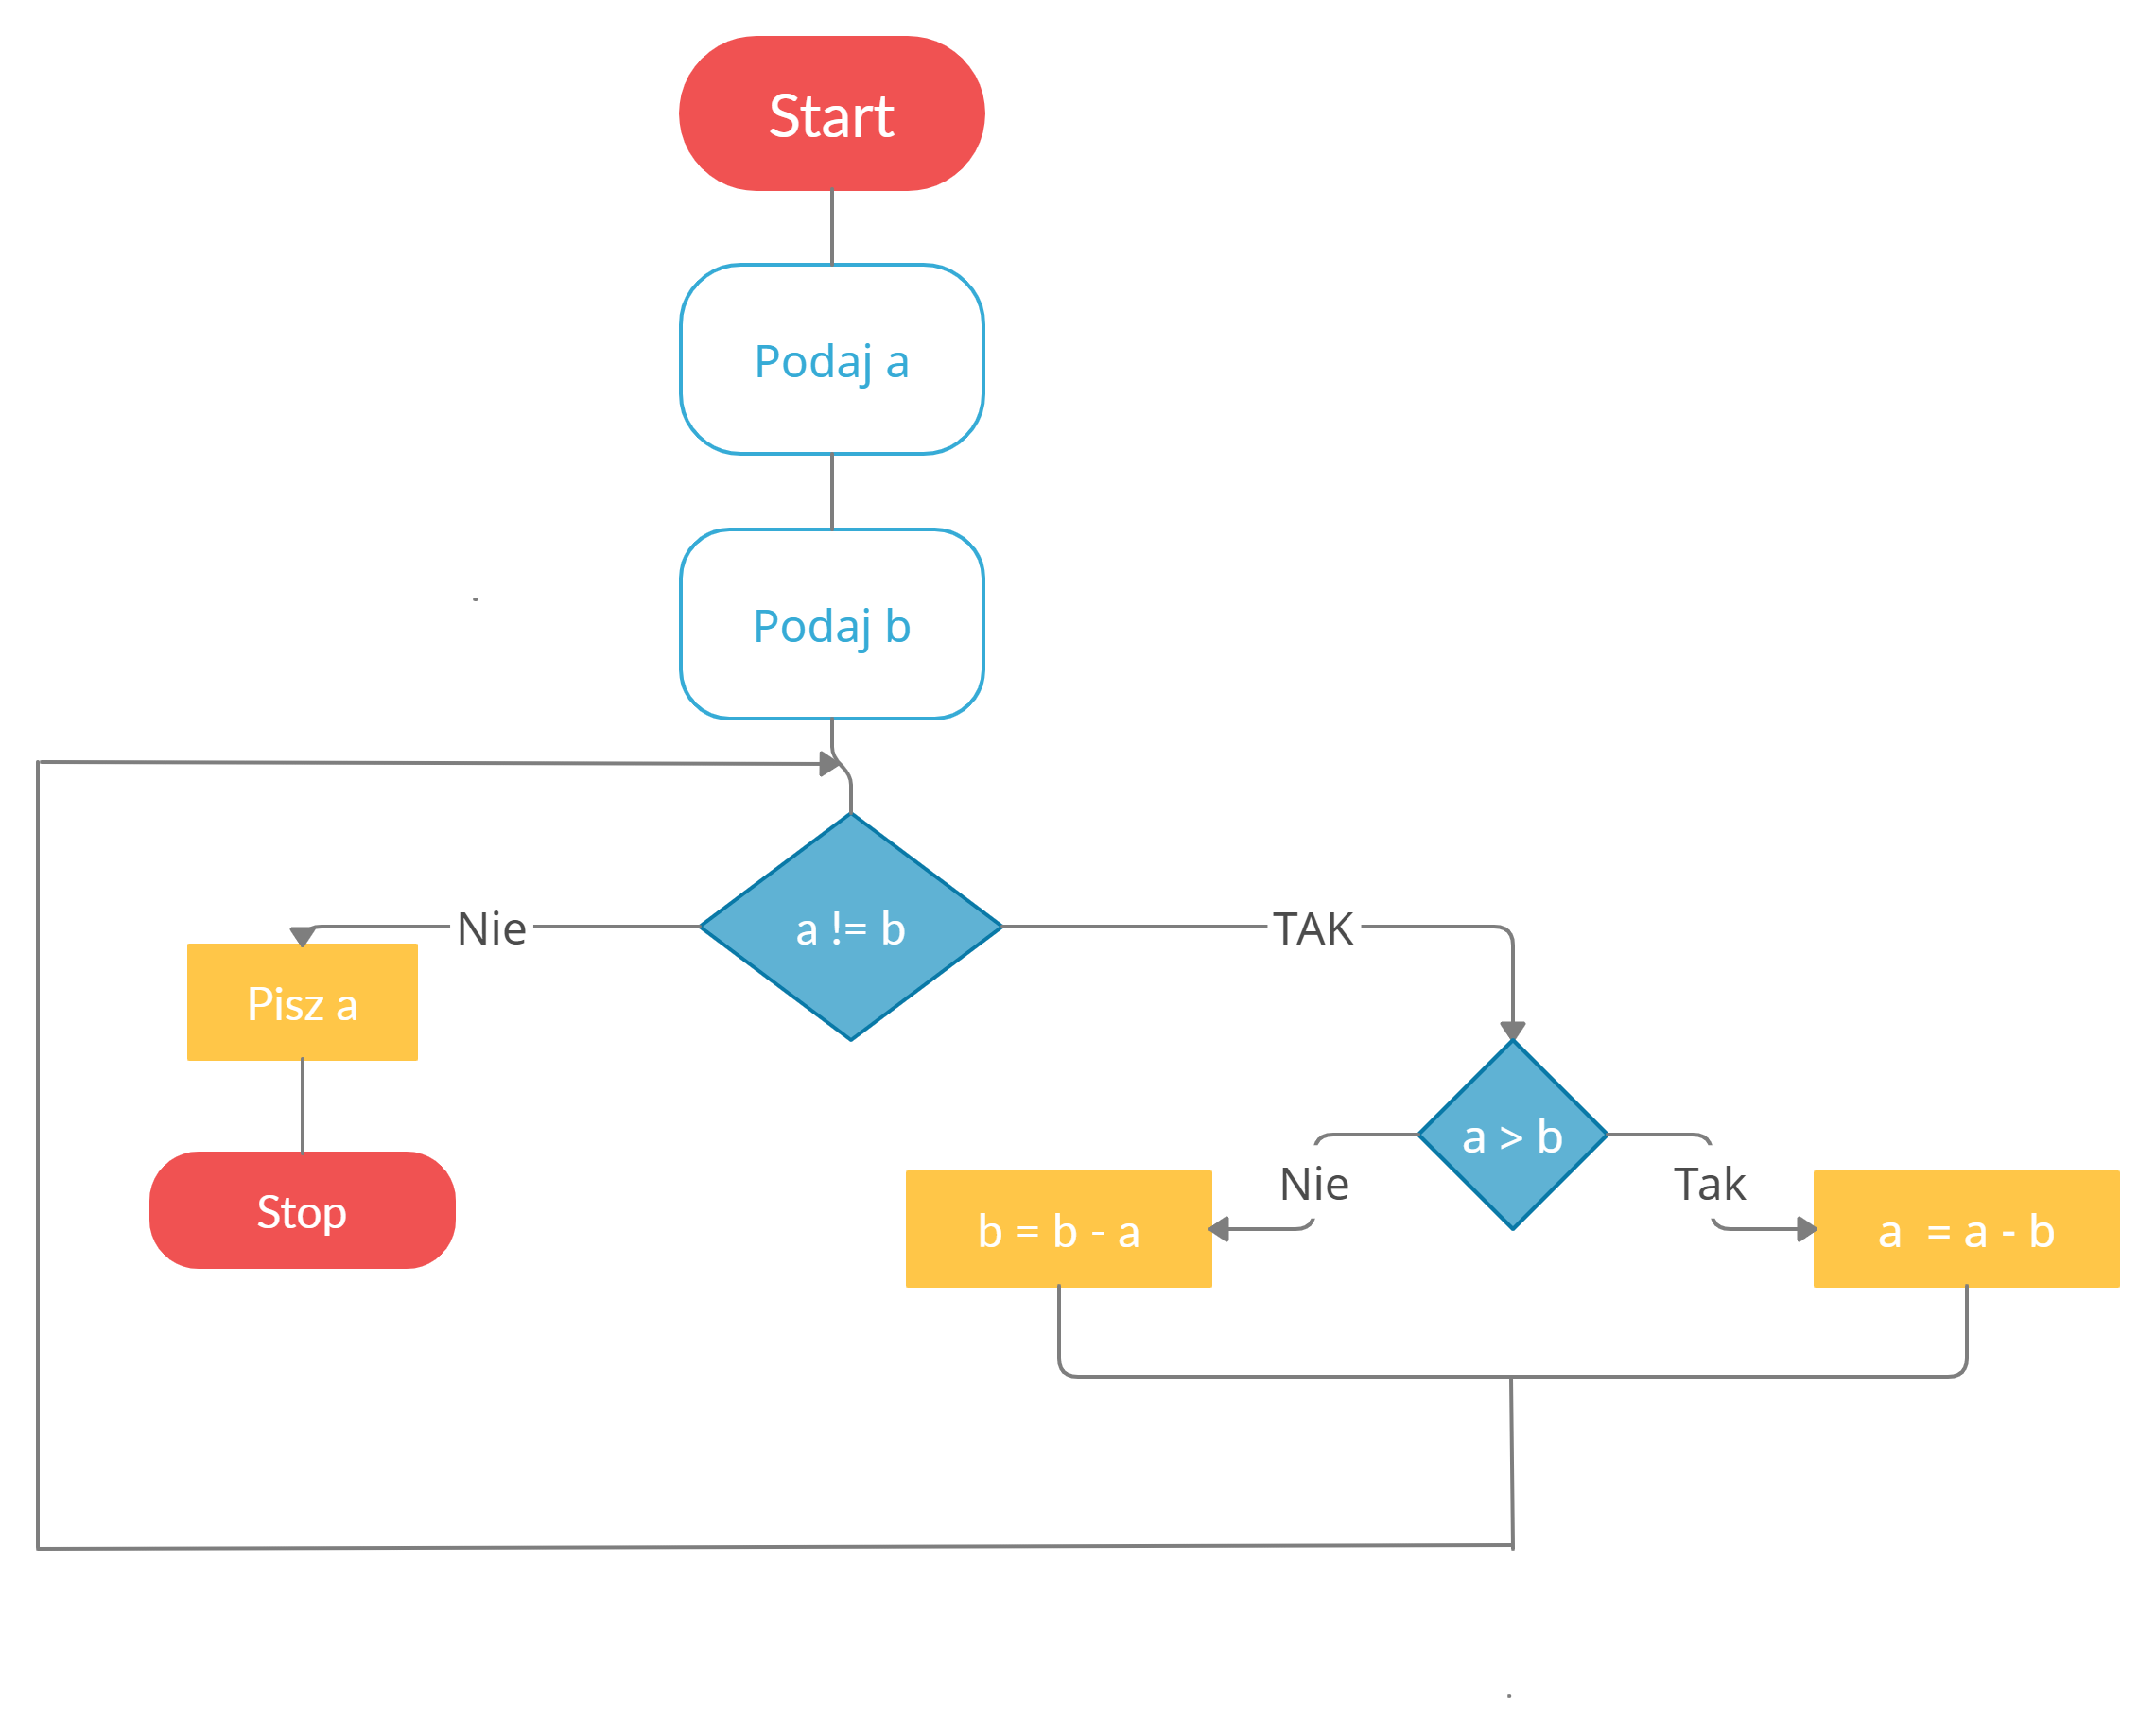 Start
Podaj a
Podaj b
a != b
Nie
TAK
Pisz a
Stop
a > b
Nie
Tak
b = b - a
a  = a - b